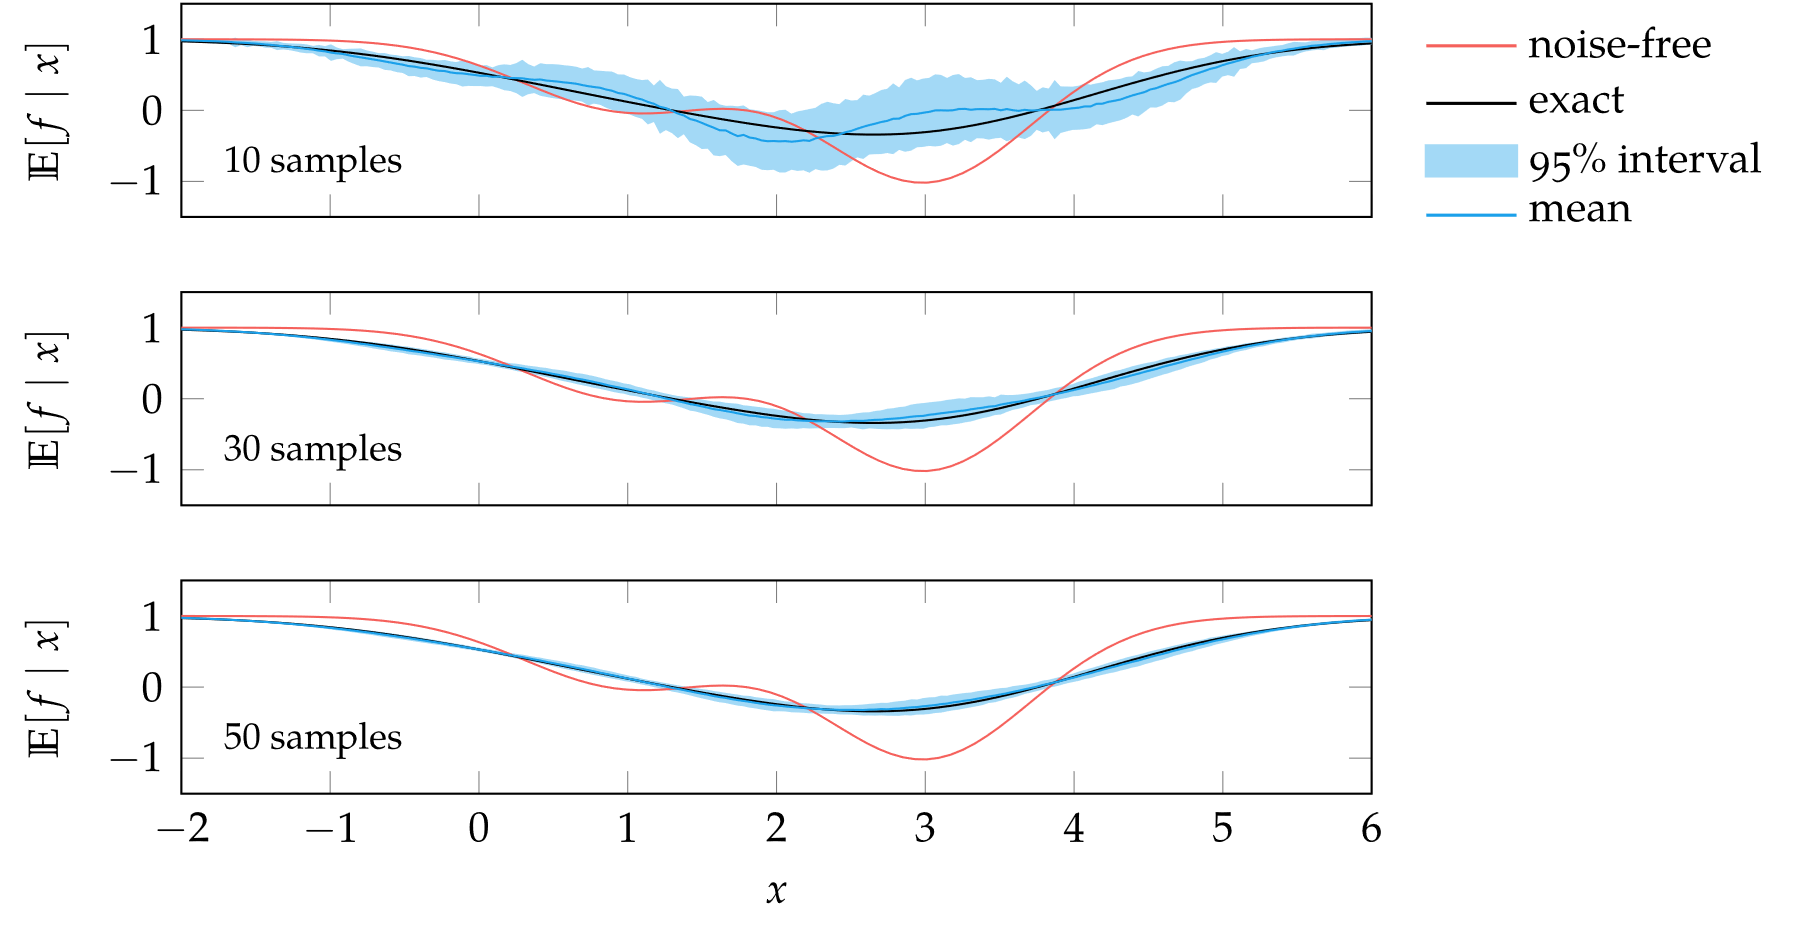 1
0
−1
𝔼[f | x]
10 samples
noise-free
exact
95% interval
mean
1
0
−1
𝔼[f | x]
30 samples
1
0
−1
𝔼[f | x]
50 samples
−2 −1 0 1 2 3 4 5 6
x